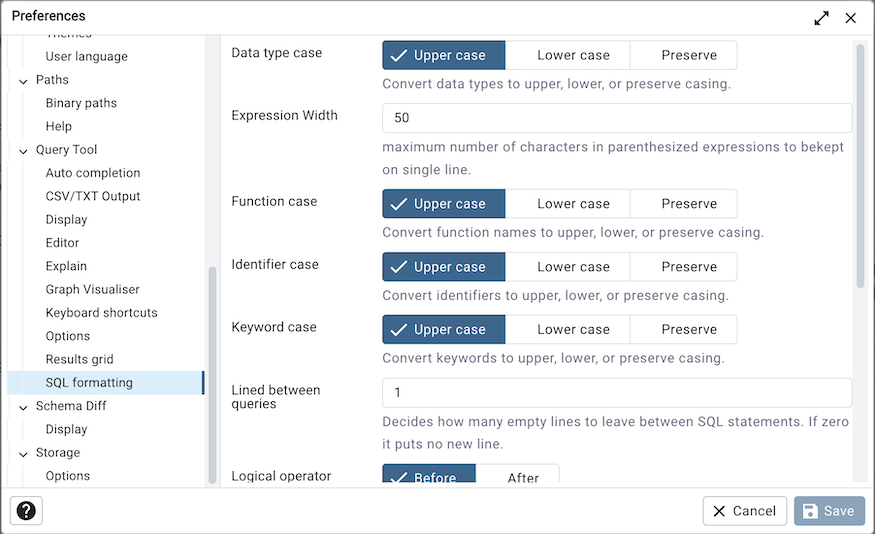 Preferences
Themes
User language
Paths
Binary paths
Help
Query Tool
Auto completion
CSV/TXT Output
Display
Editor
Explain
Graph Visualiser
Keyboard shortcuts
Options
Results grid
SQL formatting
Schema Diff
Display
Storage
Options
Data type case
Upper case Lower case Preserve
Convert data types to upper, lower, or preserve casing.
Expression Width
50
maximum number of characters in parenthesized expressions to bekept
on single line.
Function case
Upper case Lower case Preserve
Convert function names to upper, lower, or preserve casing.
Identifier case
Upper case Lower case Preserve
Convert identifiers to upper, lower, or preserve casing.
Keyword case
Upper case Lower case Preserve
Convert keywords to upper, lower, or preserve casing.
Lined between
queries
1
Decides how many empty lines to leave between SQL statements. If zero
it puts no new line.
Logical operator
Before After
?
Cancel Save